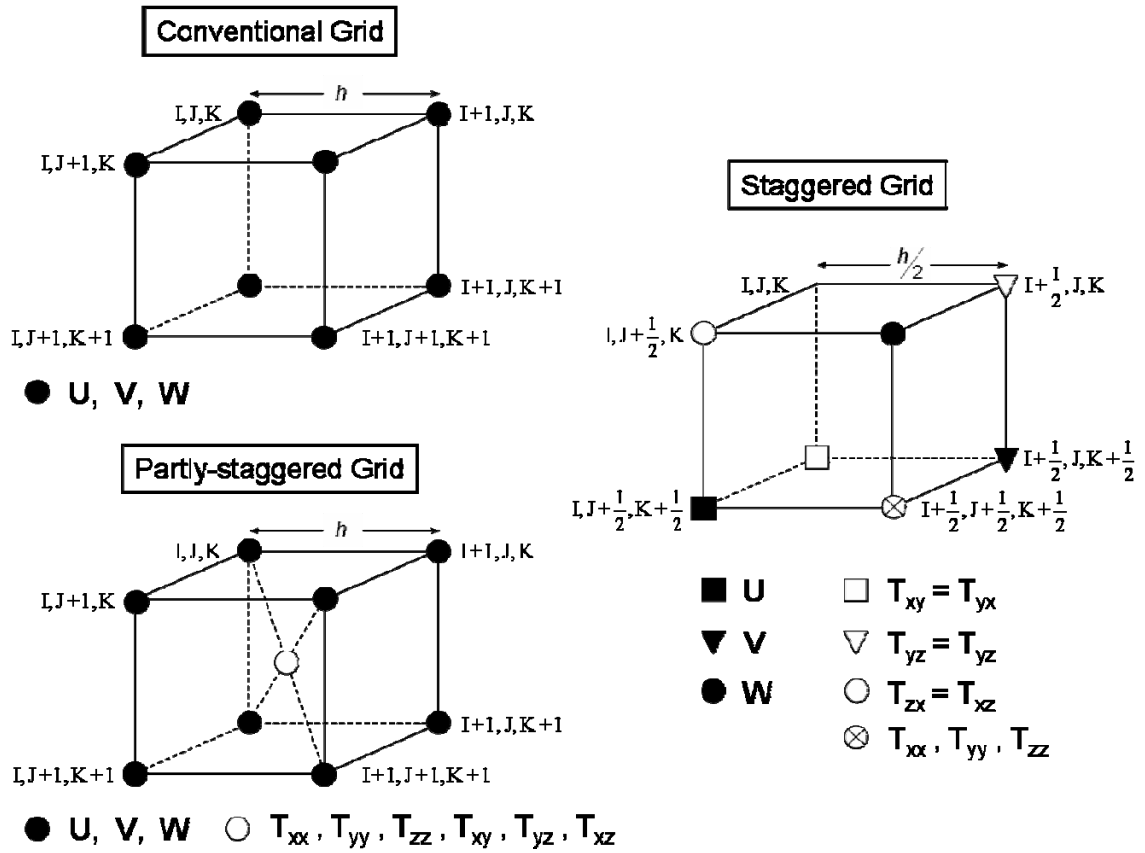 Conventional Grid
h
I,J,K
I+1,J,K
I,J+1,K
I+1,J,K+1
I,J+1,K+1
I+1,J+1,K+1
● U, V, W
Partly-staggered Grid
h
I,J,K
I+1,J,K
I,J+1,K
I+1,J,K+1
I,J+1,K+1
I+1,J+1,K+1
● U, V, W ○ Txx , Tyy , Tzz , Txy , Tyz , Txz
Staggered Grid
h/2
I,J,K
I+1/2,J,K
I,J+1/2,K
I+1/2,J,K+1/2
I,J+1/2,K+1/2
I+1/2,J+1/2,K+1/2
■ U □ Txy = Tyx
▼ V ▽ Tyz = Tyz
● W ○ Tzx = Txz
⊗ Txx , Tyy , Tzz